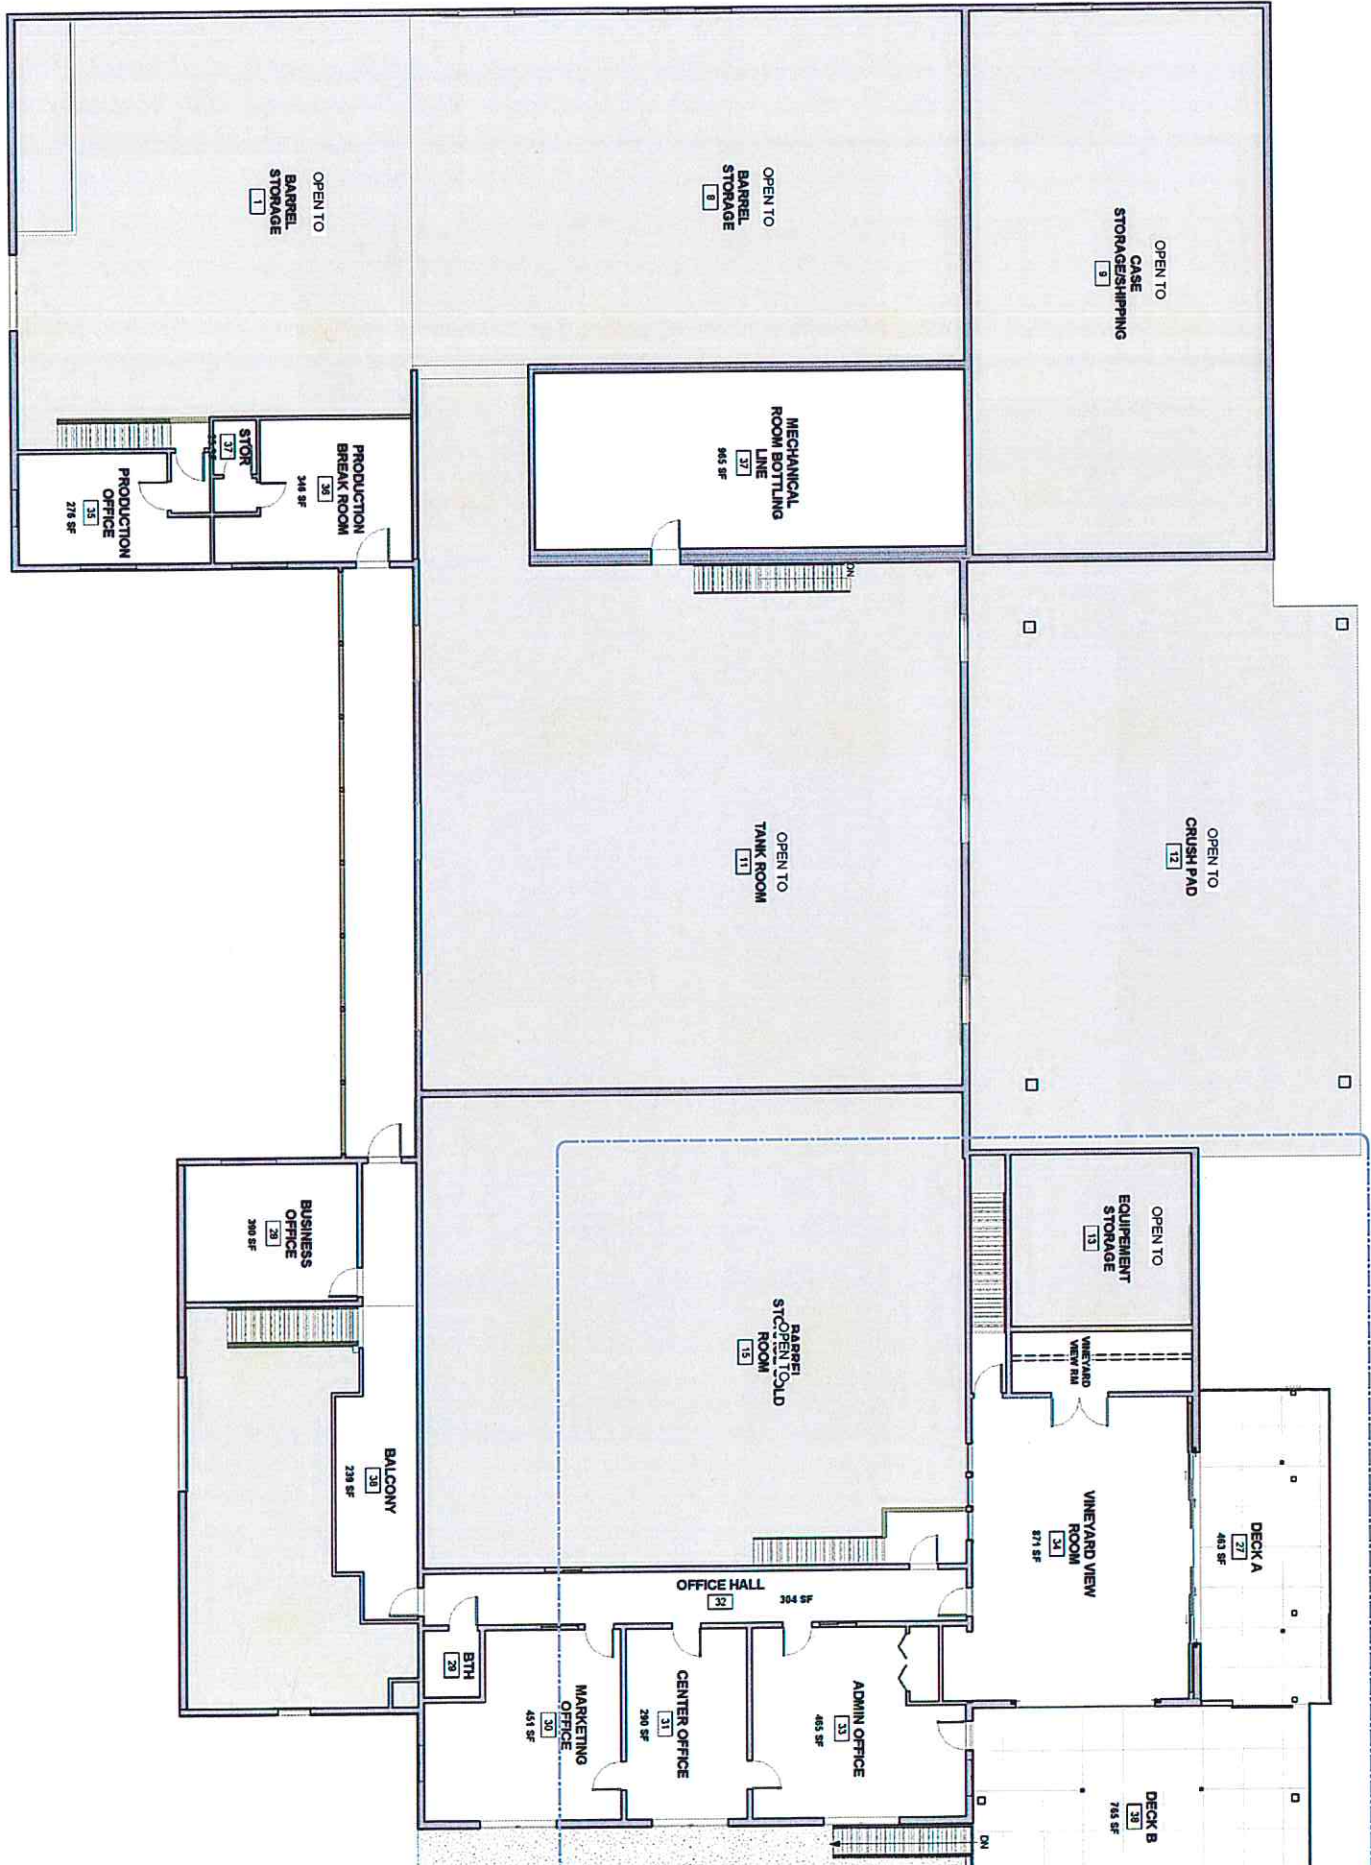 OPEN TO
CASE
STORAGE/SHIPPING
9
OPEN TO
CRUSH PAD
12
OPEN TO
EQUIPEMENT
STORAGE
13
VINEYARD
VIEW RM
DECK A
27
463 SF
VINEYARD VIEW
ROOM
34
871 SF
DECK B
38
765 SF
DN
OPEN TO
BARREL
STORAGE
8
MECHANICAL
ROOM BOTTLING
LINE
37
965 SF
DN
OPEN TO
TANK ROOM
11
BARREL
OPEN TO
ROOM
15
OFFICE HALL
32
304 SF
ADMIN OFFICE
33
465 SF
CENTER OFFICE
31
290 SF
MARKETING
OFFICE
30
451 SF
BTH
29
OPEN TO
BARREL
STORAGE
1
PRODUCTION
BREAK ROOM
36
346 SF
STOR
37
PRODUCTION
OFFICE
35
276 SF
BUSINESS
OFFICE
28
300 SF
BALCONY
38
239 SF